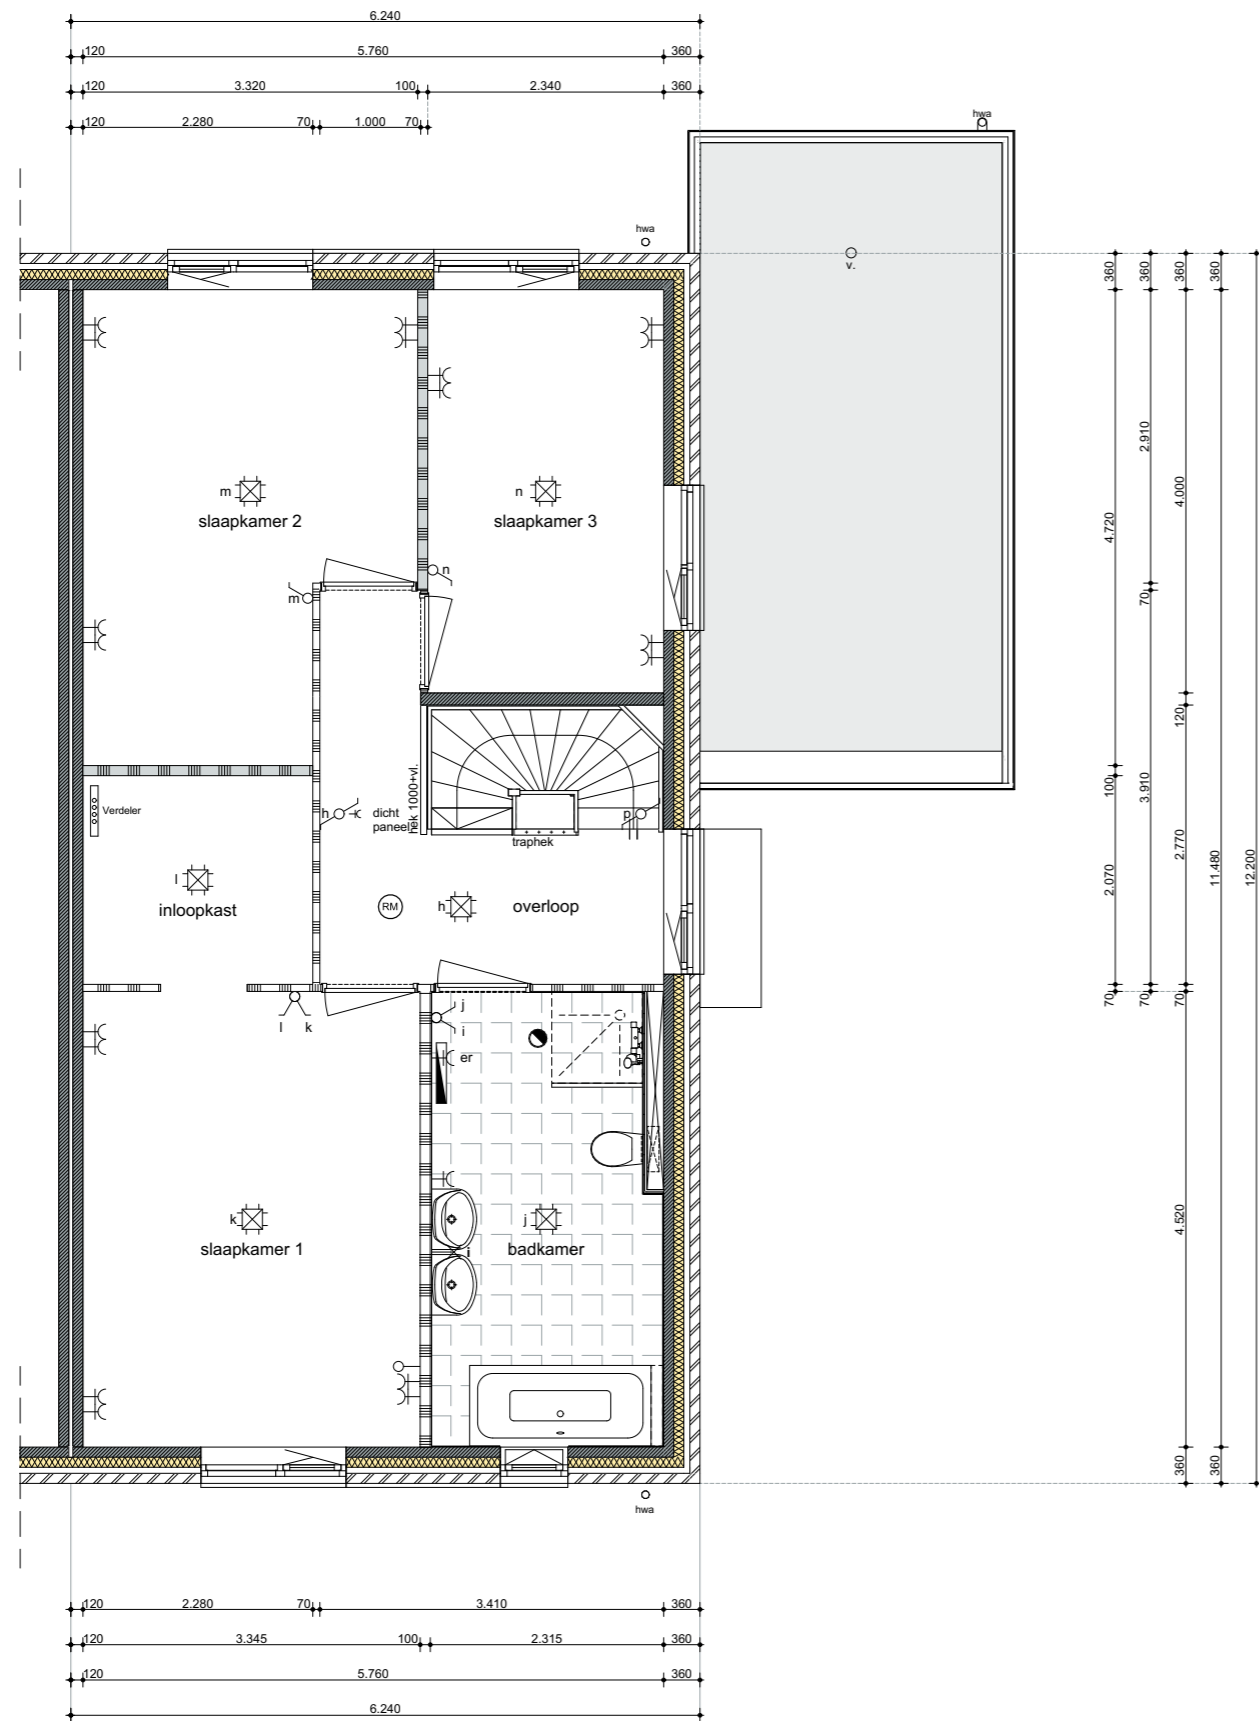 6.240
120 5.760 360
120 3.320 100 2.340 360
120 2.280 70 1.000 70
hwa
hwa
v.
360 360 360 360
2.910
4.720
4.000
m
slaapkamer 2
n
slaapkamer 3
n
m
70
120
100
3.910
2.770
2.070
11.480
12.200
Verdeler
h
dicht
paneel
hek 1000+vl.
p
traphek
l
inloopkast
RM
h
overloop
70 70 70
l k
j
i
er
k
slaapkamer 1
j
badkamer
i
4.520
360 360
hwa
120 2.280 70 3.410 360
120 3.345 100 2.315 360
120 5.760 360
6.240